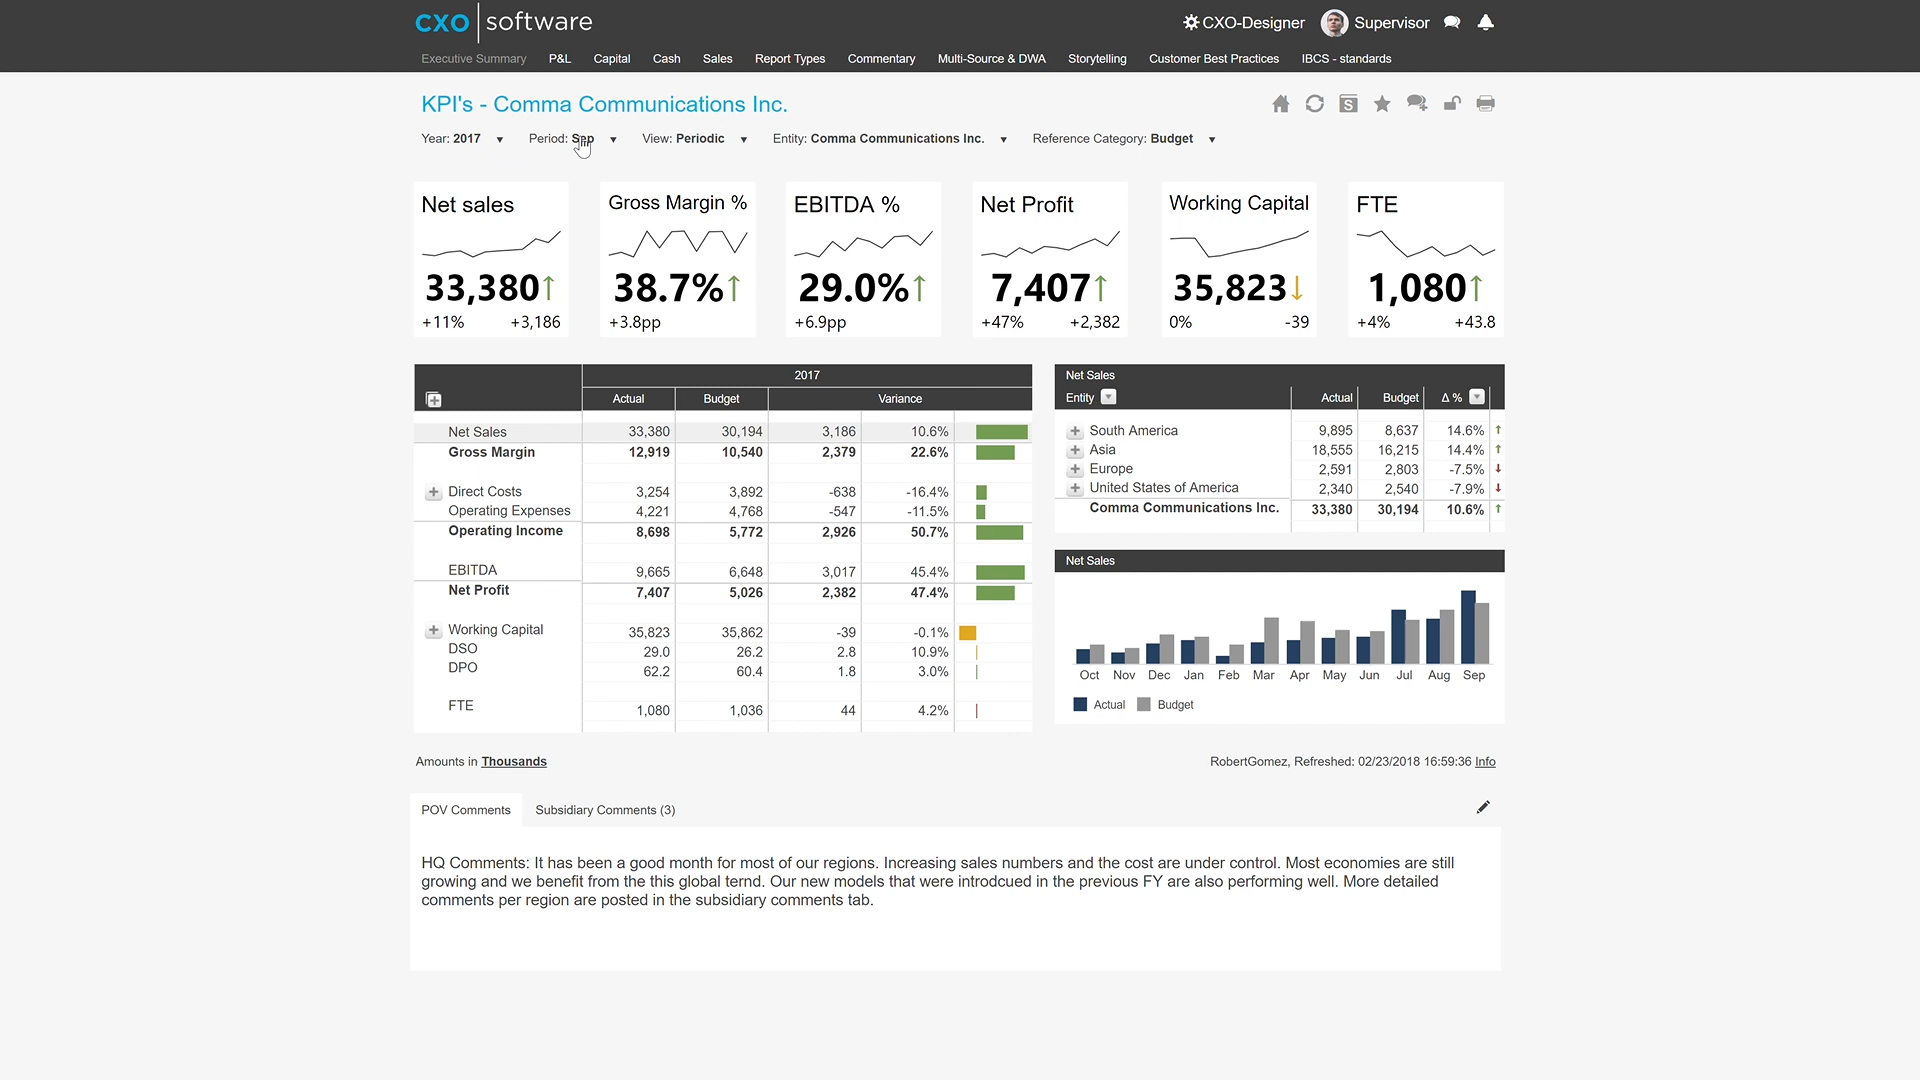 CXO software
CXO-Designer Supervisor
Executive Summary P&L Capital Cash Sales Report Types Commentary Multi-Source & DWA Storytelling Customer Best Practices IBCS - standards
KPI's - Comma Communications Inc.
S
Year: 2017 Period: Sep View: Periodic Entity: Comma Communications Inc. Reference Category: Budget
Net sales Gross Margin % EBITDA % Net Profit Working Capital FTE
33,380↑ 38.7%↑ 29.0%↑ 7,407↑ 35,823↓ 1,080↑
+11% +3,186 +3.8pp +6.9pp +47% +2,382 0% -39 +4% +43.8
2017
Actual Budget Variance
Net Sales 33,380 30,194 3,186 10.6%
Gross Margin 12,919 10,540 2,379 22.6%
Direct Costs 3,254 3,892 -638 -16.4%
Operating Expenses 4,221 4,768 -547 -11.5%
Operating Income 8,698 5,772 2,926 50.7%
EBITDA 9,665 6,648 3,017 45.4%
Net Profit 7,407 5,026 2,382 47.4%
Working Capital 35,823 35,862 -39 -0.1%
DSO 29.0 26.2 2.8 10.9%
DPO 62.2 60.4 1.8 3.0%
FTE 1,080 1,036 44 4.2%
Net Sales
Entity Actual Budget Δ %
South America 9,895 8,637 14.6% ↑
Asia 18,555 16,215 14.4% ↑
Europe 2,591 2,803 -7.5% ↓
United States of America 2,340 2,540 -7.9% ↓
Comma Communications Inc. 33,380 30,194 10.6% ↑
Net Sales
Oct Nov Dec Jan Feb Mar Apr May Jun Jul Aug Sep
Actual Budget
Amounts in Thousands
RobertGomez, Refreshed: 02/23/2018 16:59:36 Info
POV Comments Subsidiary Comments (3)
HQ Comments: It has been a good month for most of our regions. Increasing sales numbers and the cost are under control. Most economies are still
growing and we benefit from the this global ternd. Our new models that were introdcued in the previous FY are also performing well. More detailed
comments per region are posted in the subsidiary comments tab.